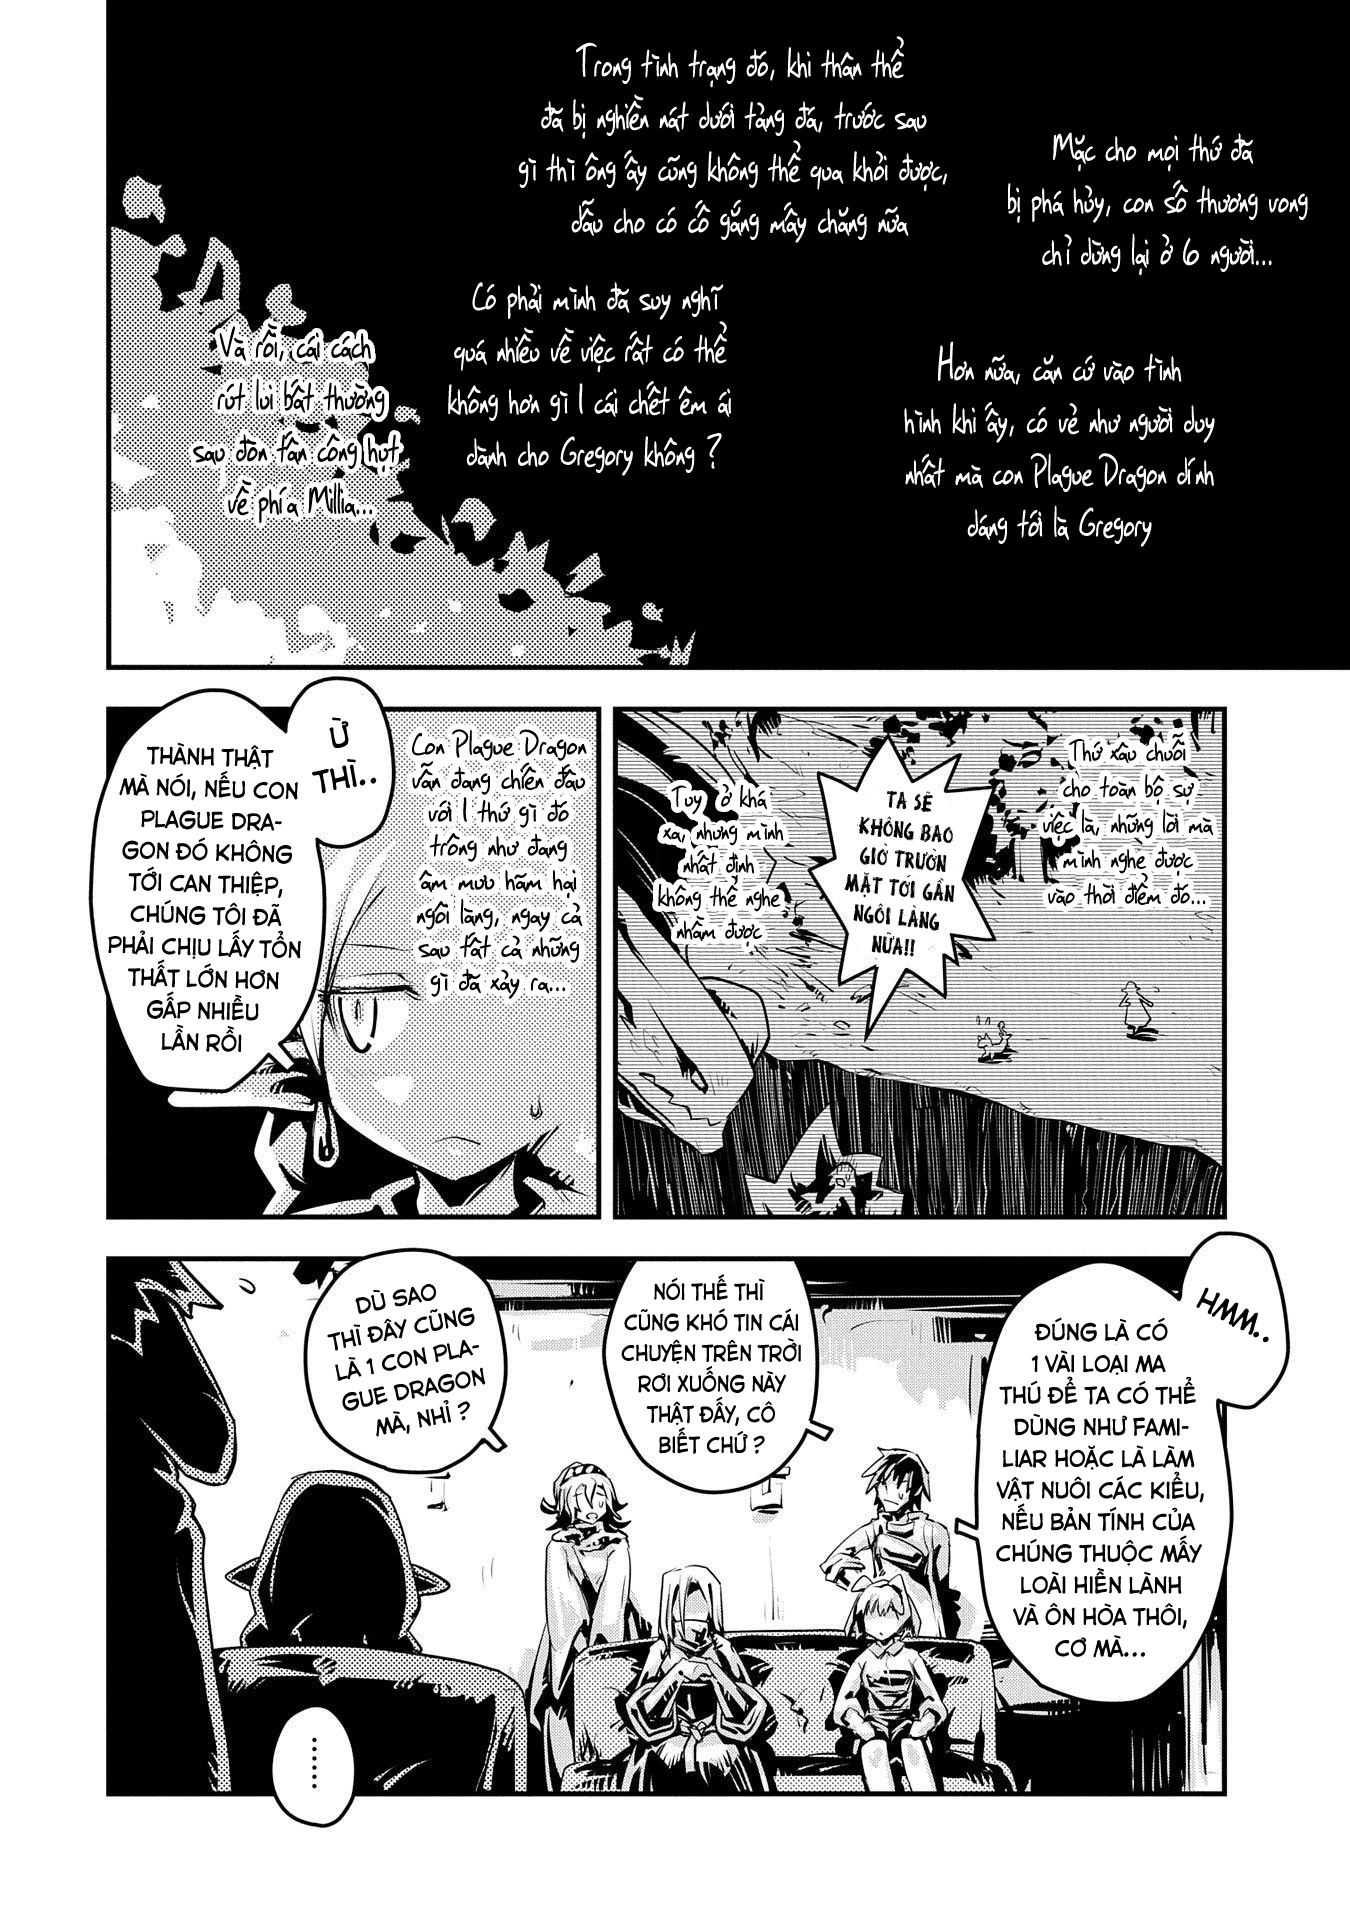 Mặc cho mọi thứ đã
bị phá hủy, con số thương vong
chỉ dừng lại ở 6 người...
Trong tình trạng đó, khi thân thể
đã bị nghiền nát dưới tảng đá, trước sau
gì thì ông ấy cũng không thể qua khỏi được,
dẫu cho có cố gắng mấy chăng nữa
Hơn nữa, căn cứ vào tình
hình khi ấy, có vẻ như người duy
nhất mà con Plague Dragon dính
dáng tới là Gregory
Có phải mình đã suy nghĩ
quá nhiều về việc rất có thể
không hơn gì 1 cái chết êm ái
dành cho Gregory không ?
Và rồi, cái cách
rút lui bất thường
sau đòn tấn công hụt
về phía Millia...
Thứ xâu chuỗi
cho toàn bộ sự
việc là, những lời mà
mình nghe được
vào thời điểm đó...
TA SẼ
KHÔNG BAO
GIỜ TRƯỜN
MẶT TỚI GẦN
NGÔI LÀNG
NỮA!!
Tuy ở khá
xa, nhưng mình
nhất định
không thể nghe
nhầm được
Con Plague Dragon
vẫn đang chiến đấu
với 1 thứ gì đó
trông như đang
âm mưu hãm hại
ngôi làng, ngay cả
sau tất cả những
gì đã xảy ra...
Ừ
THÌ..
THÀNH THẬT
MÀ NÓI, NẾU CON
PLAGUE DRA-
GON ĐÓ KHÔNG
TỚI CAN THIỆP,
CHÚNG TÔI ĐÃ
PHẢI CHỊU LẤY TỔN
THẤT LỚN HƠN
GẤP NHIỀU
LẦN RỒI
HMM..
ĐÚNG LÀ CÓ
1 VÀI LOẠI MA
THÚ ĐỂ TA CÓ THỂ
DÙNG NHƯ FAMI-
LIAR HOẶC LÀ LÀM
VẬT NUÔI CÁC KIỂU,
NẾU BẢN TÍNH CỦA
CHÚNG THUỘC MẤY
LOÀI HIỀN LÀNH
VÀ ÔN HÒA THÔI,
CƠ MÀ...
NÓI THẾ THÌ
CŨNG KHÓ TIN CÁI
CHUYỆN TRÊN TRỜI
RƠI XUỐNG NÀY
THẬT ĐẤY, CÔ
BIẾT CHỨ ?
DÙ SAO
THÌ ĐÂY CŨNG
LÀ 1 CON PLA-
GUE DRAGON
MÀ, NHỈ ?
......